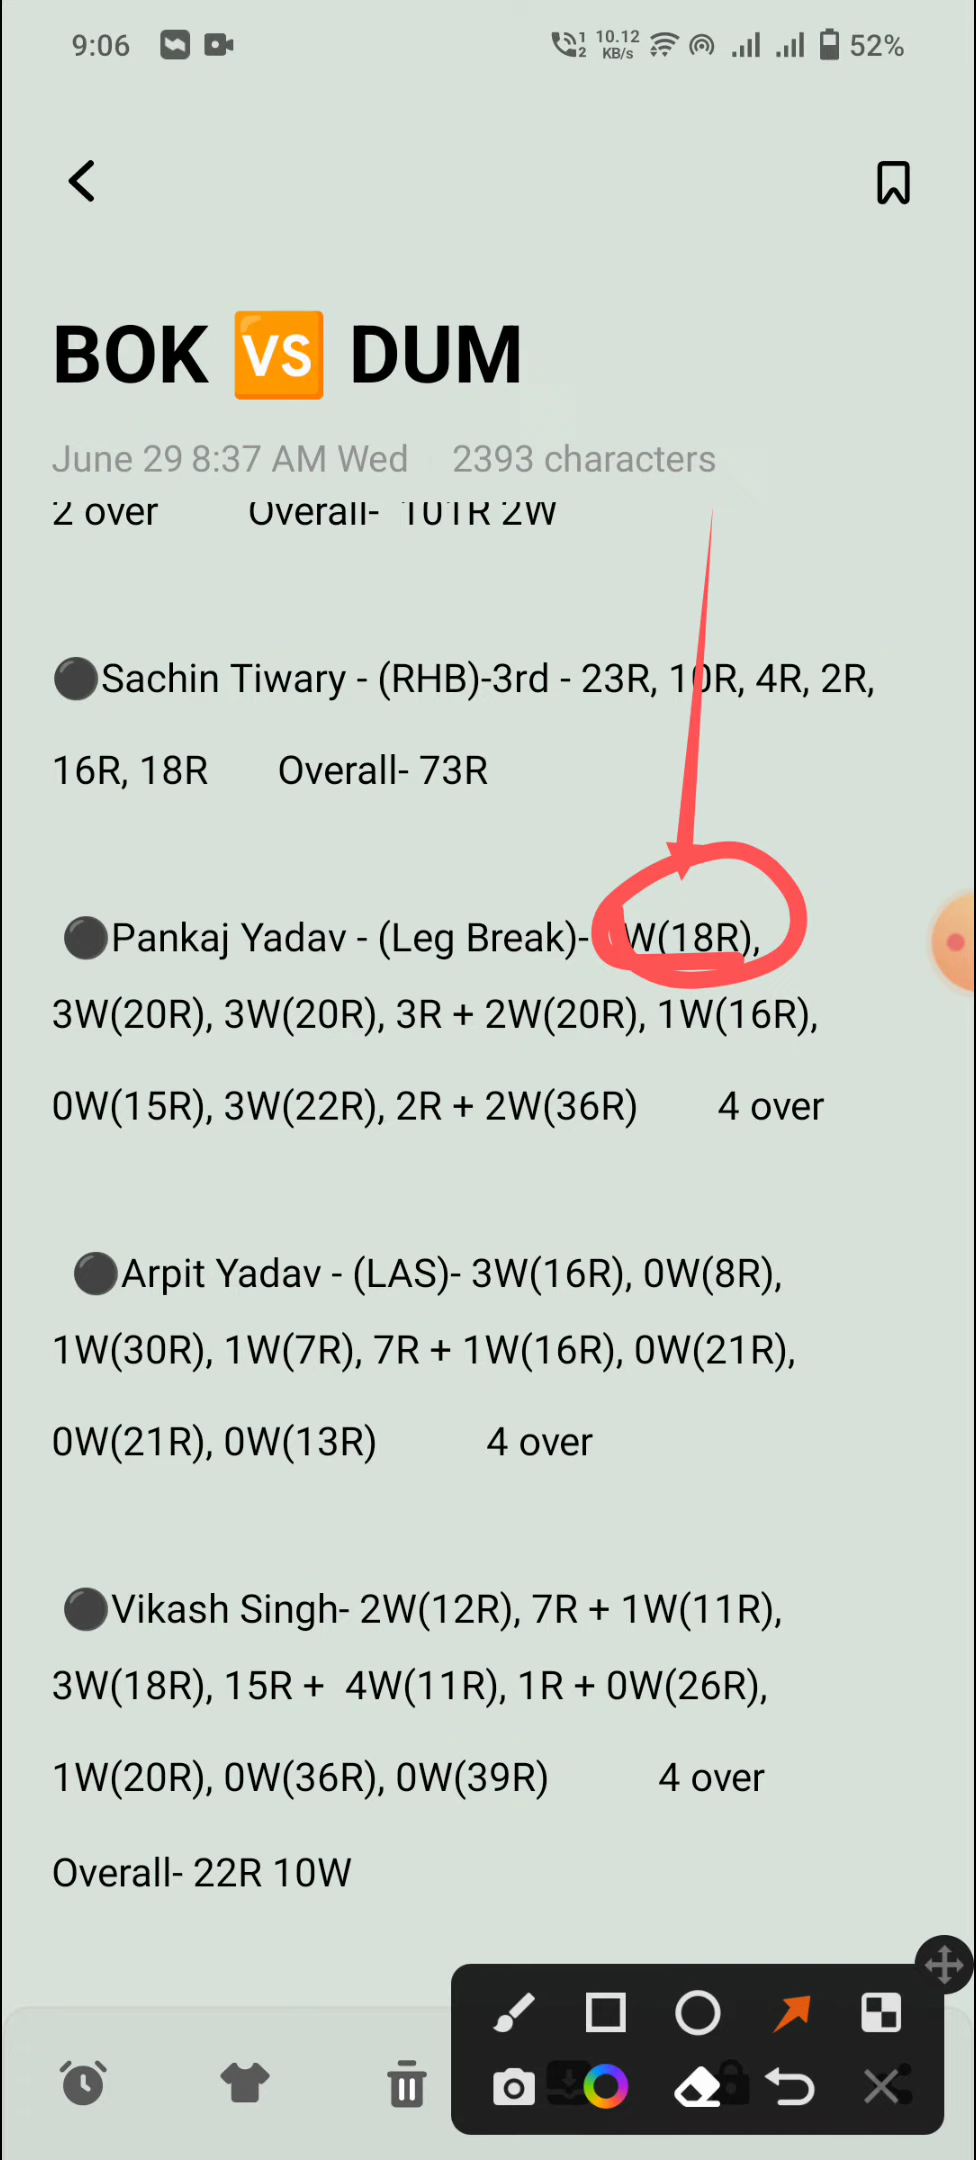 9:06 1 2 10.12 KB/s 52%
BOK VS DUM
June 29 8:37 AM Wed 2393 characters
2 over Overall- 101R 2W
Sachin Tiwary - (RHB)-3rd - 23R, 10R, 4R, 2R,
16R, 18R Overall- 73R
Pankaj Yadav - (Leg Break)- W(18R),
3W(20R), 3W(20R), 3R + 2W(20R), 1W(16R),
0W(15R), 3W(22R), 2R + 2W(36R) 4 over
Arpit Yadav - (LAS)- 3W(16R), 0W(8R),
1W(30R), 1W(7R), 7R + 1W(16R), 0W(21R),
0W(21R), 0W(13R) 4 over
Vikash Singh- 2W(12R), 7R + 1W(11R),
3W(18R), 15R + 4W(11R), 1R + 0W(26R),
1W(20R), 0W(36R), 0W(39R) 4 over
Overall- 22R 10W